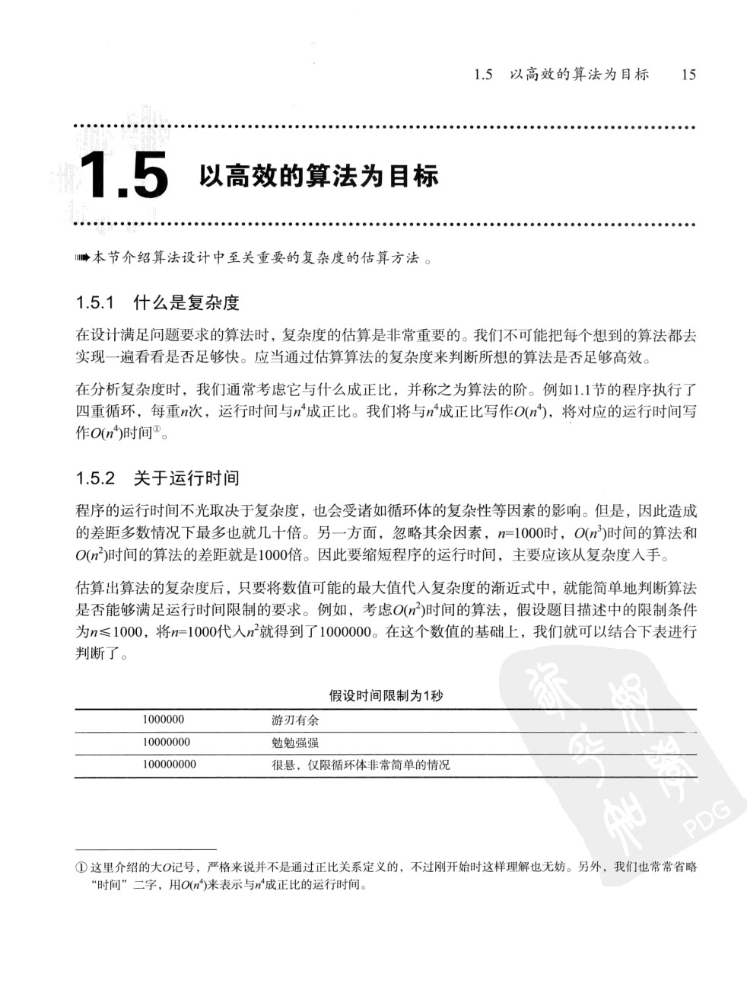 1.5 以高效的算法为目标 15
1.5 以高效的算法为目标
本节介绍算法设计中至关重要的复杂度的估算方法。
1.5.1 什么是复杂度
在设计满足问题要求的算法时，复杂度的估算是非常重要的。我们不可能把每个想到的算法都去
实现一遍看看是否足够快。应当通过估算算法的复杂度来判断所想的算法是否足够高效。
在分析复杂度时，我们通常考虑它与什么成正比，并称之为算法的阶。例如1.1节的程序执行了
四重循环，每重n次，运行时间与n⁴成正比。我们将与n⁴成正比写作O(n⁴)，将对应的运行时间写
作O(n⁴)时间①。
1.5.2 关于运行时间
程序的运行时间不光取决于复杂度，也会受诸如循环体的复杂性等因素的影响。但是，因此造成
的差距多数情况下最多也就几十倍。另一方面，忽略其余因素，n=1000时，O(n³)时间的算法和
O(n²)时间的算法的差距就是1000倍。因此要缩短程序的运行时间，主要应该从复杂度入手。
估算出算法的复杂度后，只要将数值可能的最大值代入复杂度的渐近式中，就能简单地判断算法
是否能够满足运行时间限制的要求。例如，考虑O(n²)时间的算法，假设题目描述中的限制条件
为n≤1000，将n=1000代入n²就得到了1000000。在这个数值的基础上，我们就可以结合下表进行
判断了。
假设时间限制为1秒
1000000 游刃有余
10000000 勉勉强强
100000000 很悬，仅限循环体非常简单的情况
PDG
① 这里介绍的大O记号，严格来说并不是通过正比关系定义的，不过刚开始时这样理解也无妨。另外，我们也常常省略
“时间”二字，用O(n⁴)来表示与n⁴成正比的运行时间。